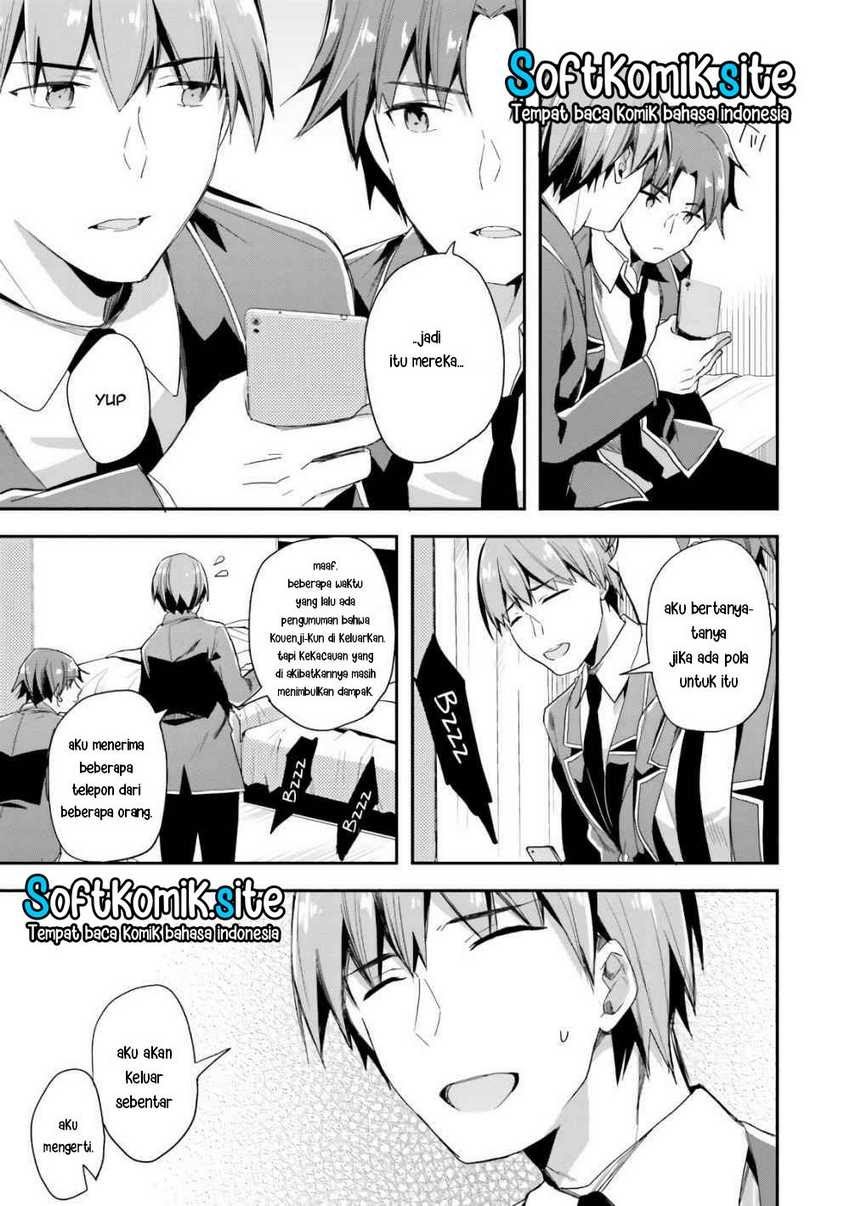 SoftKomik.site
Tempat baca Komik bahasa indonesia
..jadi
itu mereka...
YUP
aku bertanya-
tanya
jika ada pola
untuk itu
BZZZ
maaf,
beberapa waktu
yang lalu ada
pengumuman bahwa
Kouenji-Kun di Keluarkan.
tapi Kekacauan yang
di akibatkannya masih
menimbulkan dampak.
BZZZ
BZZZ
aku menerima
beberapa
telepon dari
beberapa orang.
SoftKomik.site
Tempat baca Komik bahasa indonesia
aku akan
Keluar
sebentar
aku
mengerti.